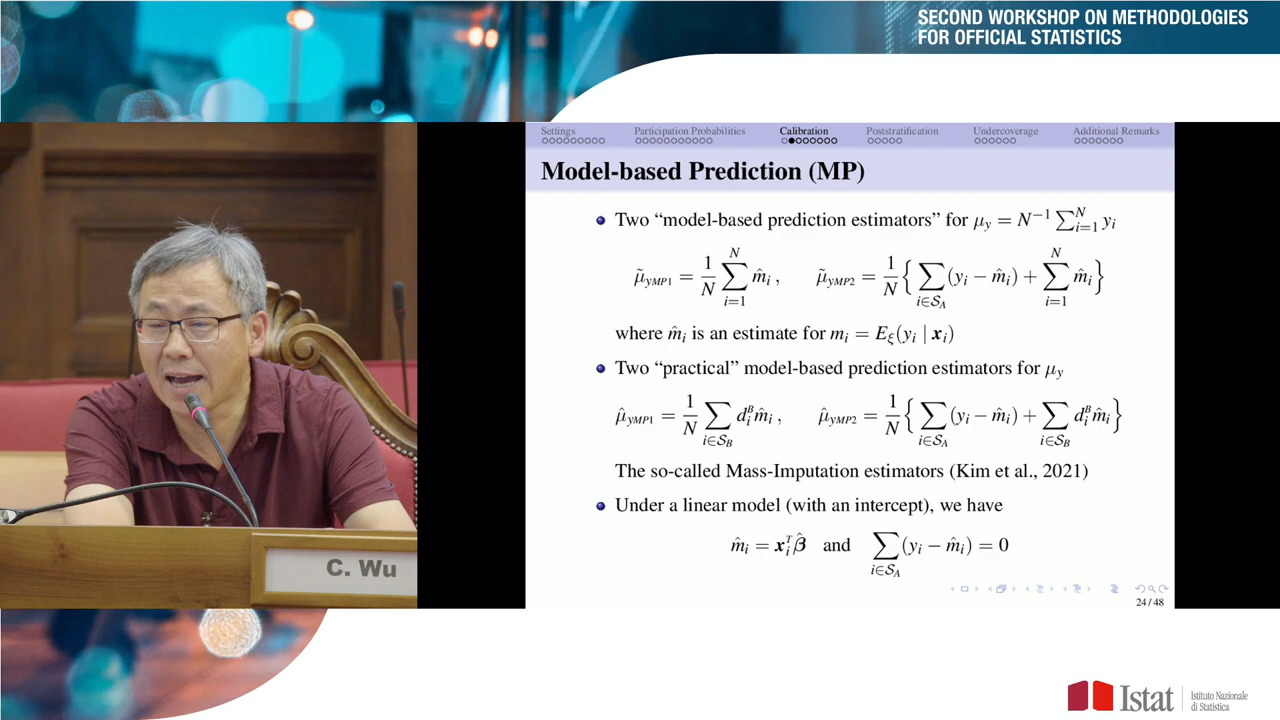 SECOND WORKSHOP ON METHODOLOGIES
FOR OFFICIAL STATISTICS
Settings Participation Probabilities Calibration Poststratification Undercoverage Additional Remarks
Model-based Prediction (MP)
Two “model-based prediction estimators” for μ_y = N⁻¹ ∑_{i=1}^{N} y_i
μ̃_{yMP1} = 1/N ∑_{i=1}^{N} m̂_i , μ̃_{yMP2} = 1/N { ∑_{i∈S_A} (y_i − m̂_i) + ∑_{i=1}^{N} m̂_i }
where m̂_i is an estimate for m_i = E_ξ(y_i | x_i)
Two “practical” model-based prediction estimators for μ_y
μ̂_{yMP1} = 1/N ∑_{i∈S_B} d_i^B m̂_i , μ̂_{yMP2} = 1/N { ∑_{i∈S_A} (y_i − m̂_i) + ∑_{i∈S_B} d_i^B m̂_i }
The so-called Mass-Imputation estimators (Kim et al., 2021)
Under a linear model (with an intercept), we have
m̂_i = x_i^T β̂ and ∑_{i∈S_A} (y_i − m̂_i) = 0
24 / 48
C. Wu
Istat Istituto Nazionale
di Statistica